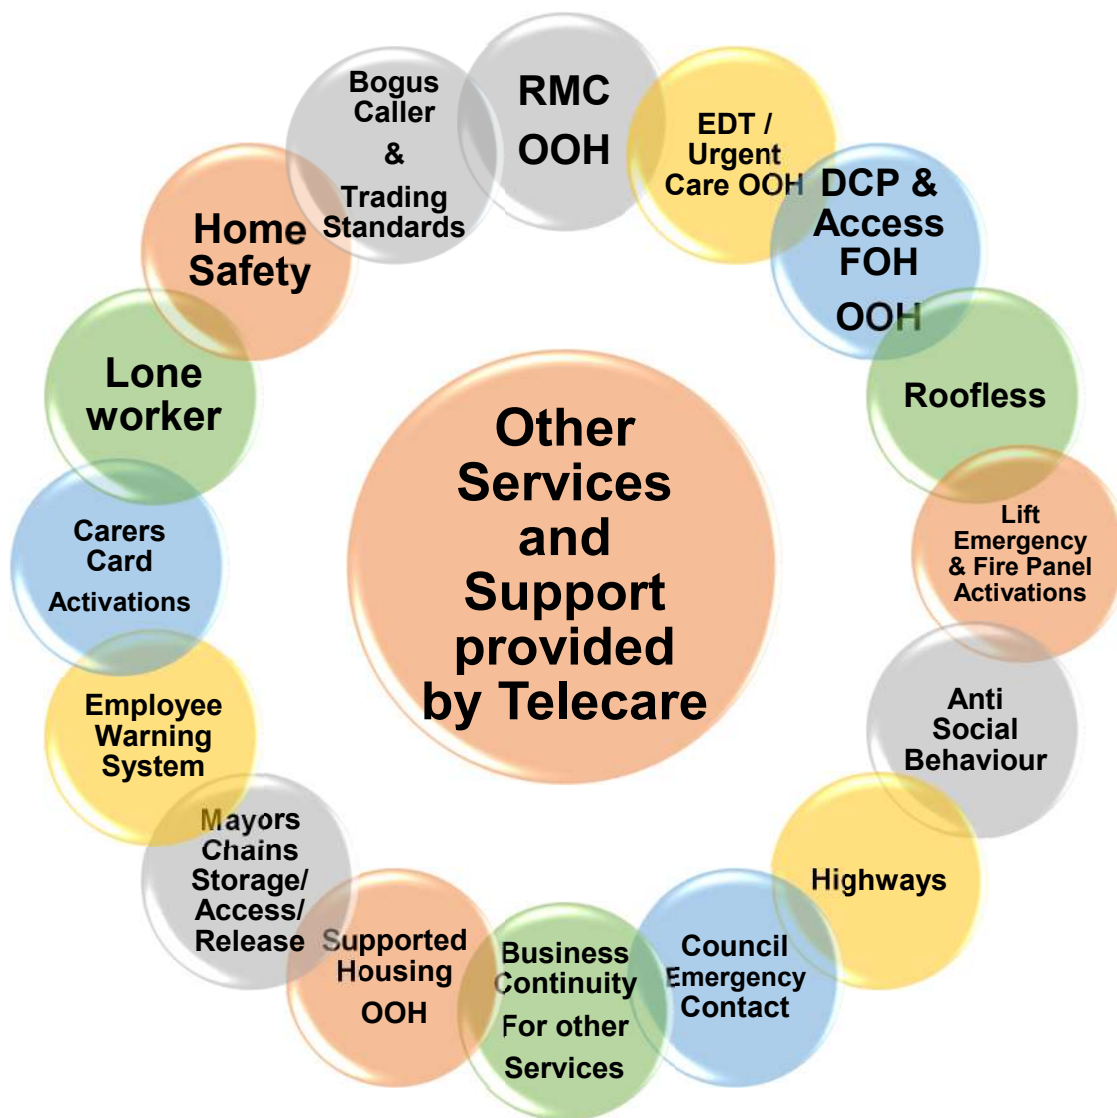 Other
Services
and
Support
provided
by Telecare
RMC
OOH
EDT /
Urgent
Care OOH
DCP &
Access
FOH
OOH
Roofless
Lift
Emergency
& Fire Panel
Activations
Anti
Social
Behaviour
Highways
Council
Emergency
Contact
Business
Continuity
For other
Services
Supported
Housing
OOH
Mayors
Chains
Storage/
Access/
Release
Employee
Warning
System
Carers
Card
Activations
Lone
worker
Home
Safety
Bogus
Caller
&
Trading
Standards